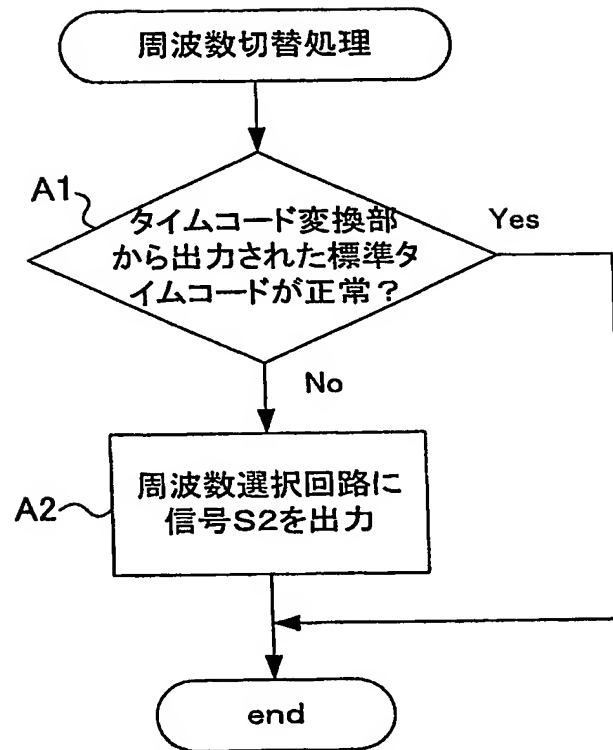 周波数切替処理
A1
タイムコード変換部
から出力された標準タ
イムコードが正常？
Yes
No
A2
周波数選択回路に
信号S2を出力
end